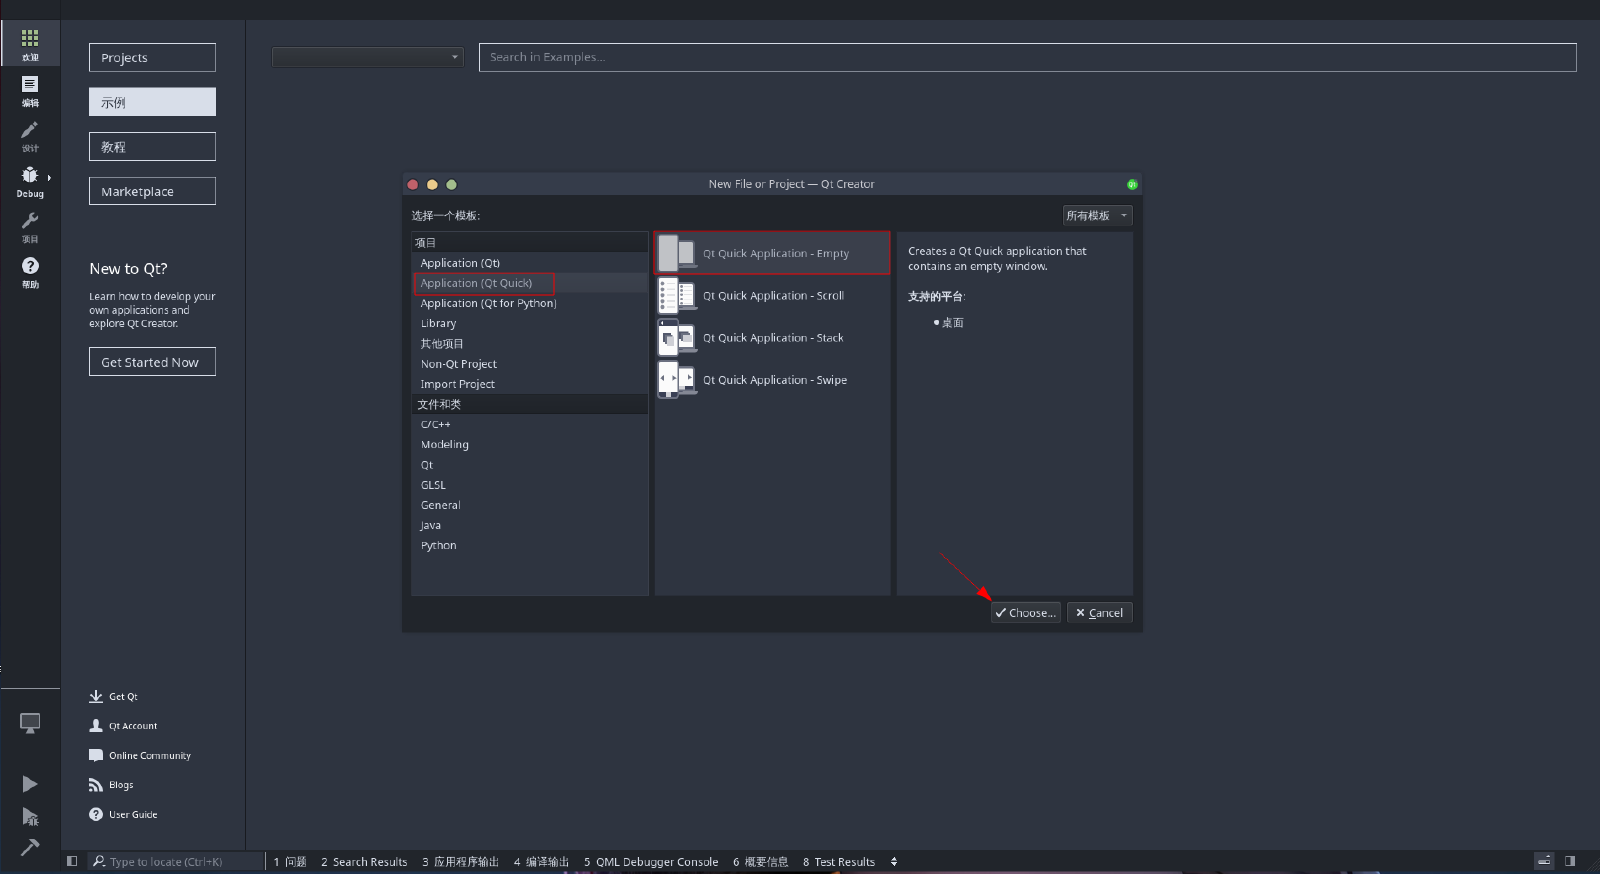 欢迎
编辑
设计
Debug
项目
帮助
Projects
示例
教程
Marketplace
New to Qt?
Learn how to develop your
own applications and
explore Qt Creator.
Get Started Now
Get Qt
Qt Account
Online Community
Blogs
User Guide
Search in Examples...
New File or Project — Qt Creator
选择一个模板:
所有模板
项目
Application (Qt)
Application (Qt Quick)
Application (Qt for Python)
Library
其他项目
Non-Qt Project
Import Project
文件和类
C/C++
Modeling
Qt
GLSL
General
Java
Python
Qt Quick Application - Empty
Qt Quick Application - Scroll
Qt Quick Application - Stack
Qt Quick Application - Swipe
Creates a Qt Quick application that
contains an empty window.
支持的平台:
桌面
Choose...
Cancel
Type to locate (Ctrl+K)
1 问题 2 Search Results 3 应用程序输出 4 编译输出 5 QML Debugger Console 6 概要信息 8 Test Results